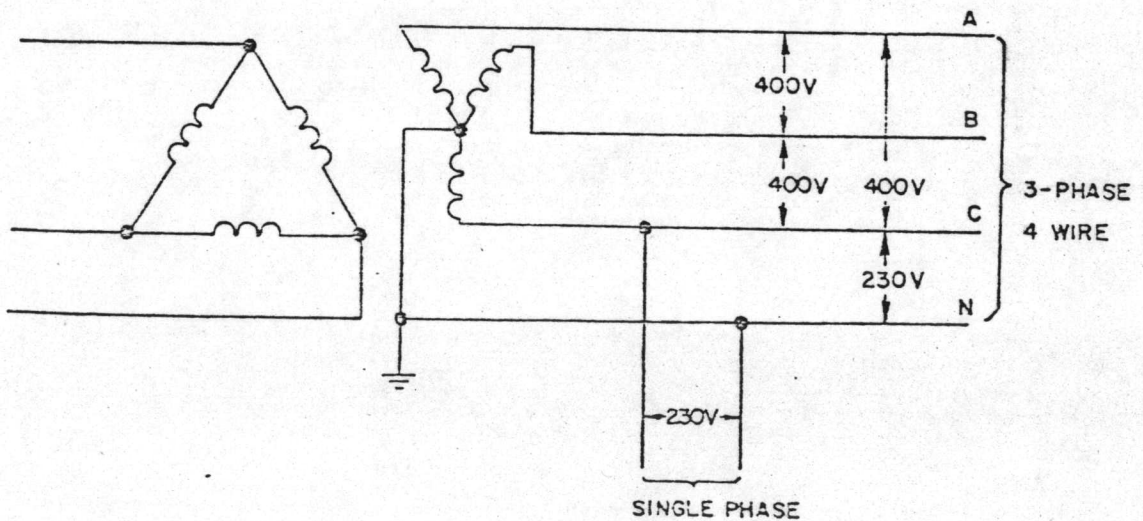 A
400V
B
400V
400V
3-PHASE
C
4 WIRE
230V
N
230V
SINGLE PHASE